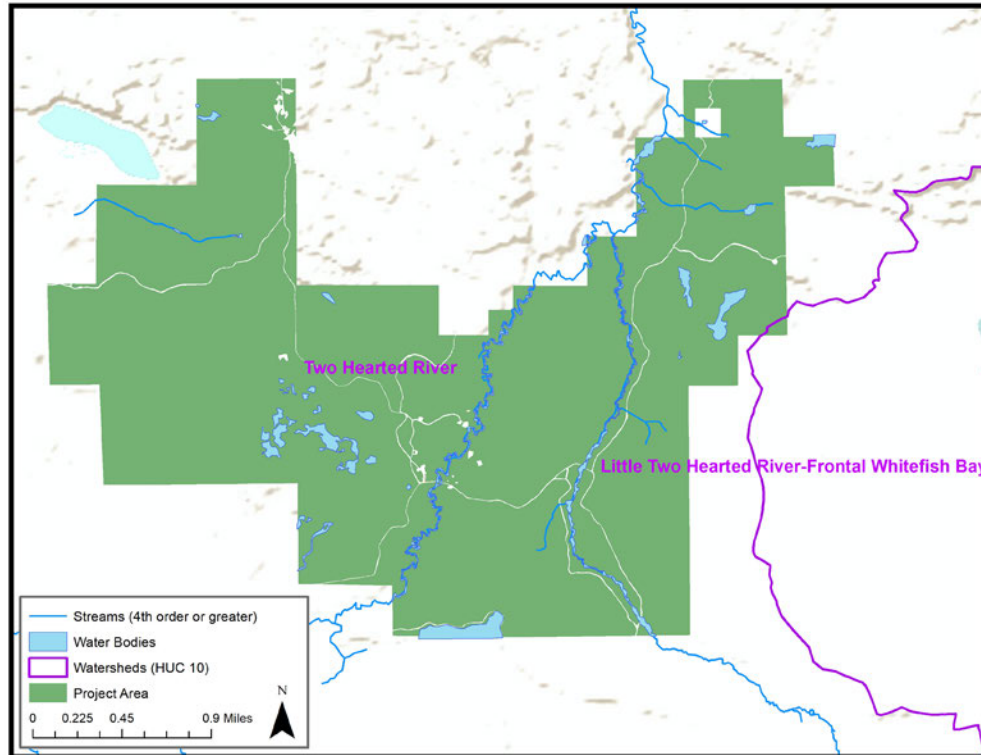 Two Hearted River
Little Two Hearted River-Frontal Whitefish Bay
Streams (4th order or greater)
Water Bodies
Watersheds (HUC 10)
Project Area
N
0 0.225 0.45 0.9 Miles